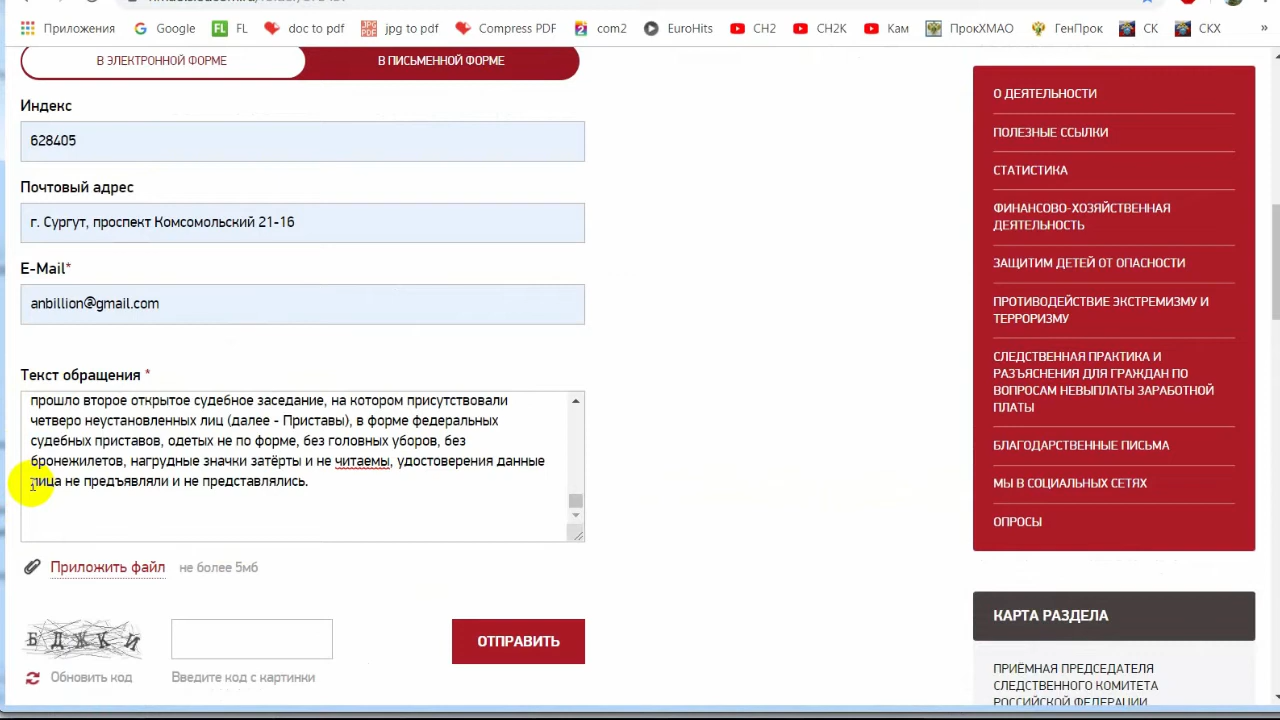 Приложения
Google
FL FL
doc to pdf
JPG PDF jpg to pdf
Compress PDF
2 com2
EuroHits
CH2
CH2K
Кам
ПрокХМАО
ГенПрок
СК
СКХ
»
В ЭЛЕКТРОННОЙ ФОРМЕ
В ПИСЬМЕННОЙ ФОРМЕ
Индекс
628405
Почтовый адрес
г. Сургут, проспект Комсомольский 21-16
E-Mail*
anbillion@gmail.com
Текст обращения *
прошло второе открытое судебное заседание, на котором присутствовали
четверо неустановленных лиц (далее - Приставы), в форме федеральных
судебных приставов, одетых не по форме, без головных уборов, без
бронежилетов, нагрудные значки затёрты и не читаемы, удостоверения данные
лица не предъявляли и не представлялись.
Приложить файл не более 5мб
БДЖКИ
ОТПРАВИТЬ
Обновить код
Введите код с картинки
О ДЕЯТЕЛЬНОСТИ
ПОЛЕЗНЫЕ ССЫЛКИ
СТАТИСТИКА
ФИНАНСОВО-ХОЗЯЙСТВЕННАЯ
ДЕЯТЕЛЬНОСТЬ
ЗАЩИТИМ ДЕТЕЙ ОТ ОПАСНОСТИ
ПРОТИВОДЕЙСТВИЕ ЭКСТРЕМИЗМУ И
ТЕРРОРИЗМУ
СЛЕДСТВЕННАЯ ПРАКТИКА И
РАЗЪЯСНЕНИЯ ДЛЯ ГРАЖДАН ПО
ВОПРОСАМ НЕВЫПЛАТЫ ЗАРАБОТНОЙ
ПЛАТЫ
БЛАГОДАРСТВЕННЫЕ ПИСЬМА
МЫ В СОЦИАЛЬНЫХ СЕТЯХ
ОПРОСЫ
КАРТА РАЗДЕЛА
ПРИЁМНАЯ ПРЕДСЕДАТЕЛЯ
СЛЕДСТВЕННОГО КОМИТЕТА
РОССИЙСКОЙ ФЕДЕРАЦИИ